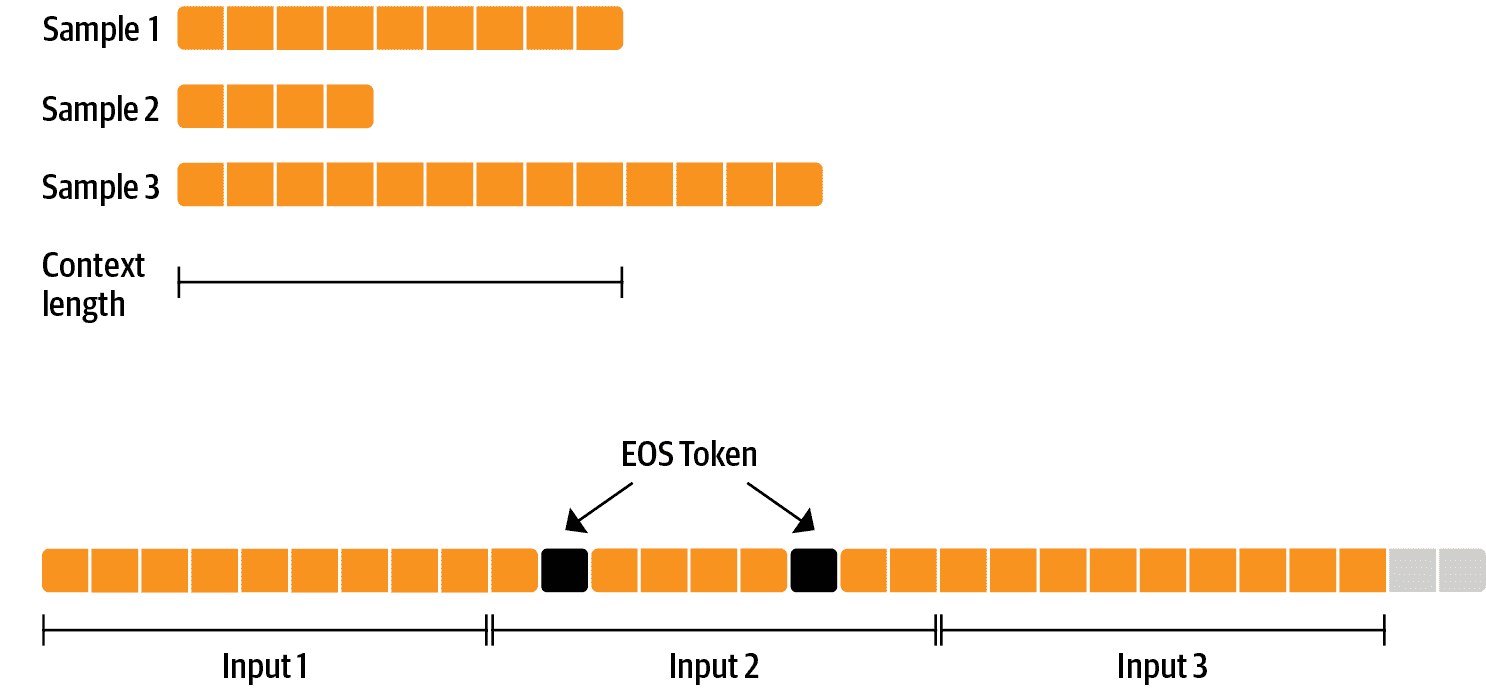 Sample 1
Sample 2
Sample 3
Context
length
EOS Token
Input 1
Input 2
Input 3